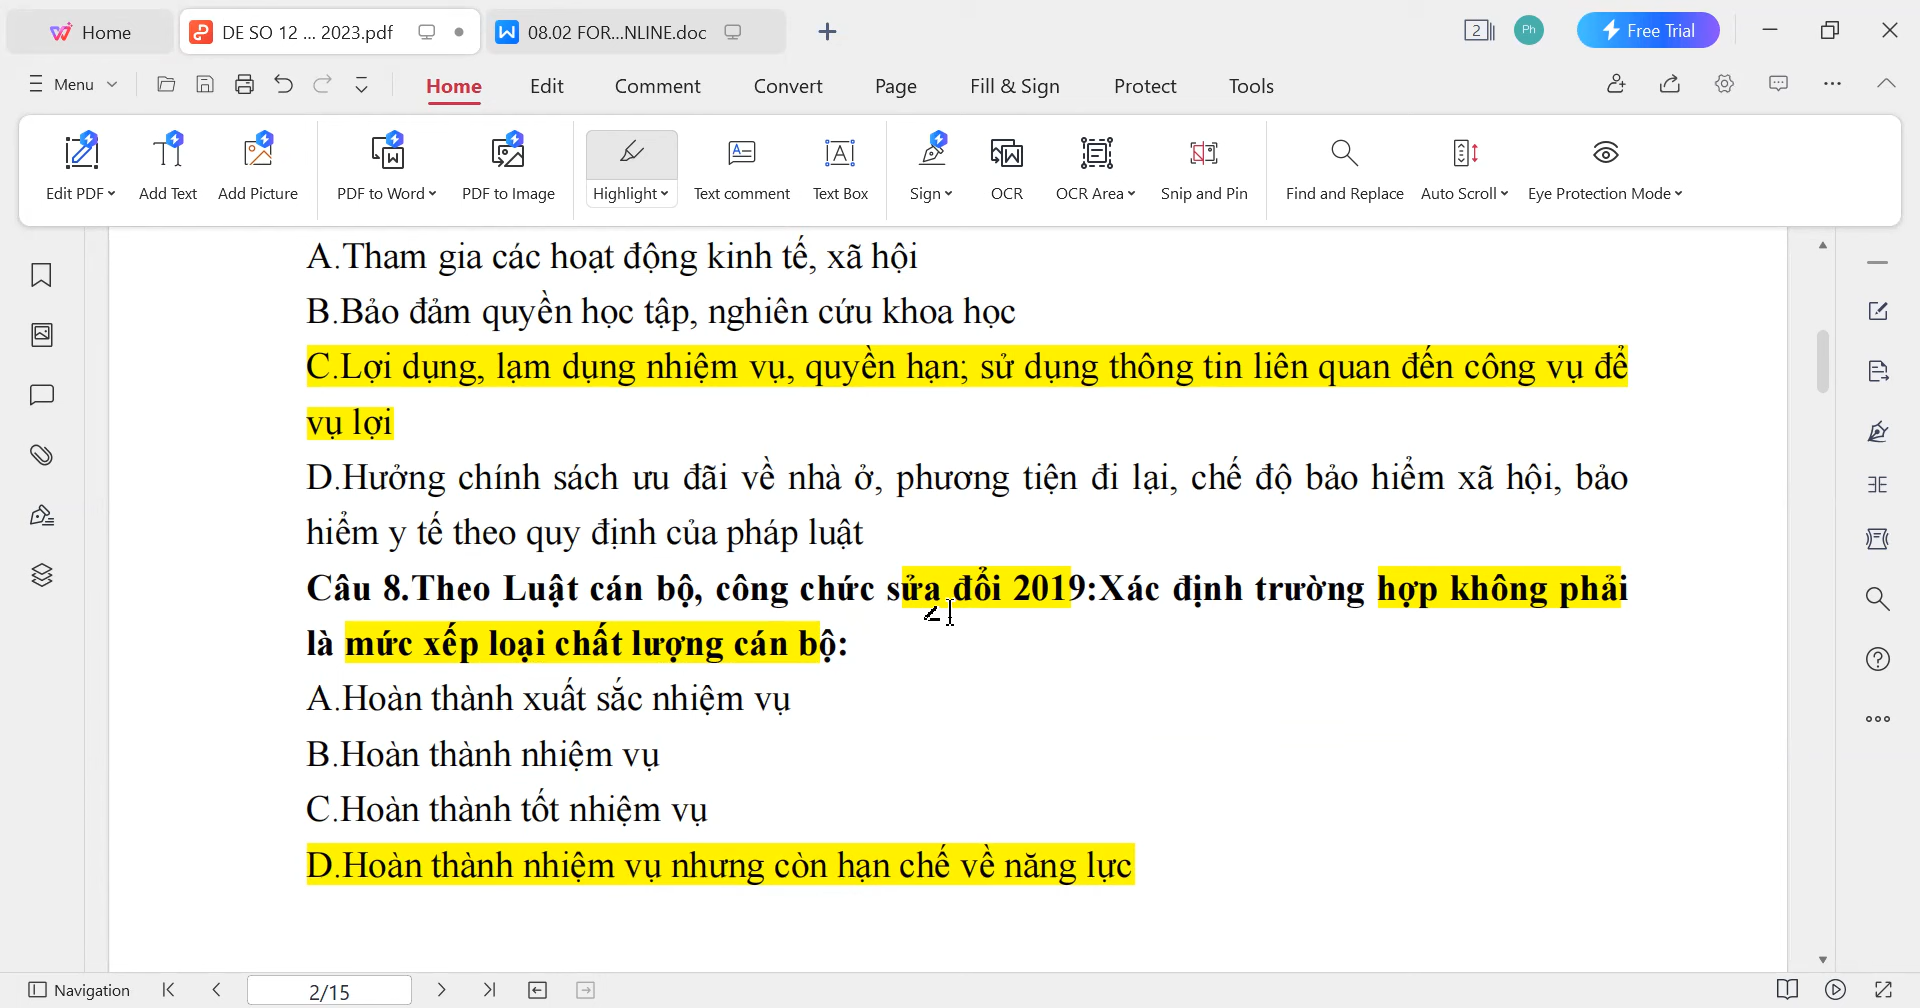 Home
DE SO 12 ... 2023.pdf
08.02 FOR...NLINE.doc
2
Ph
Free Trial
Menu
Home
Edit
Comment
Convert
Page
Fill & Sign
Protect
Tools
Edit PDF
Add Text
Add Picture
PDF to Word
PDF to Image
Highlight
Text comment
Text Box
Sign
OCR
OCR Area
Snip and Pin
Find and Replace
Auto Scroll
Eye Protection Mode
A.Tham gia các hoạt động kinh tế, xã hội
B.Bảo đảm quyền học tập, nghiên cứu khoa học
C.Lợi dụng, lạm dụng nhiệm vụ, quyền hạn; sử dụng thông tin liên quan đến công vụ để
vụ lợi
D.Hưởng chính sách ưu đãi về nhà ở, phương tiện đi lại, chế độ bảo hiểm xã hội, bảo
hiểm y tế theo quy định của pháp luật
Câu 8.Theo Luật cán bộ, công chức sửa đổi 2019:Xác định trường hợp không phải
là mức xếp loại chất lượng cán bộ:
A.Hoàn thành xuất sắc nhiệm vụ
B.Hoàn thành nhiệm vụ
C.Hoàn thành tốt nhiệm vụ
D.Hoàn thành nhiệm vụ nhưng còn hạn chế về năng lực
Navigation
2/15